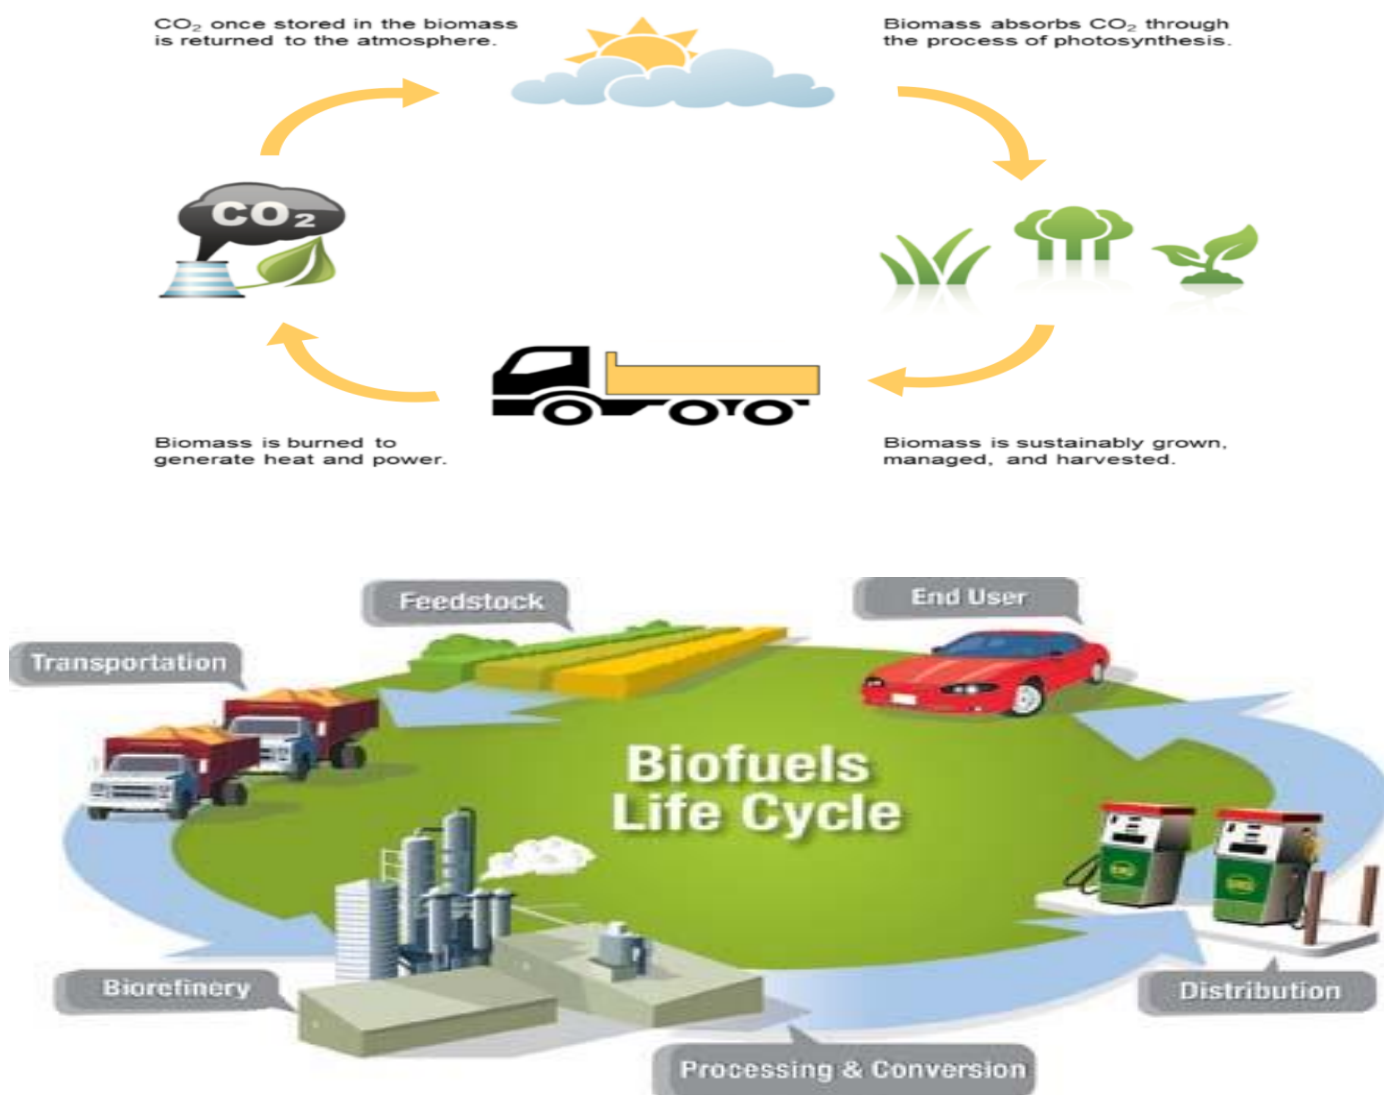 CO₂ once stored in the biomass
is returned to the atmosphere.
Biomass absorbs CO₂ through
the process of photosynthesis.
CO₂
Biomass is burned to
generate heat and power.
Biomass is sustainably grown,
managed, and harvested.
Feedstock
End User
Transportation
Biofuels
Life Cycle
Biorefinery
Distribution
Processing & Conversion